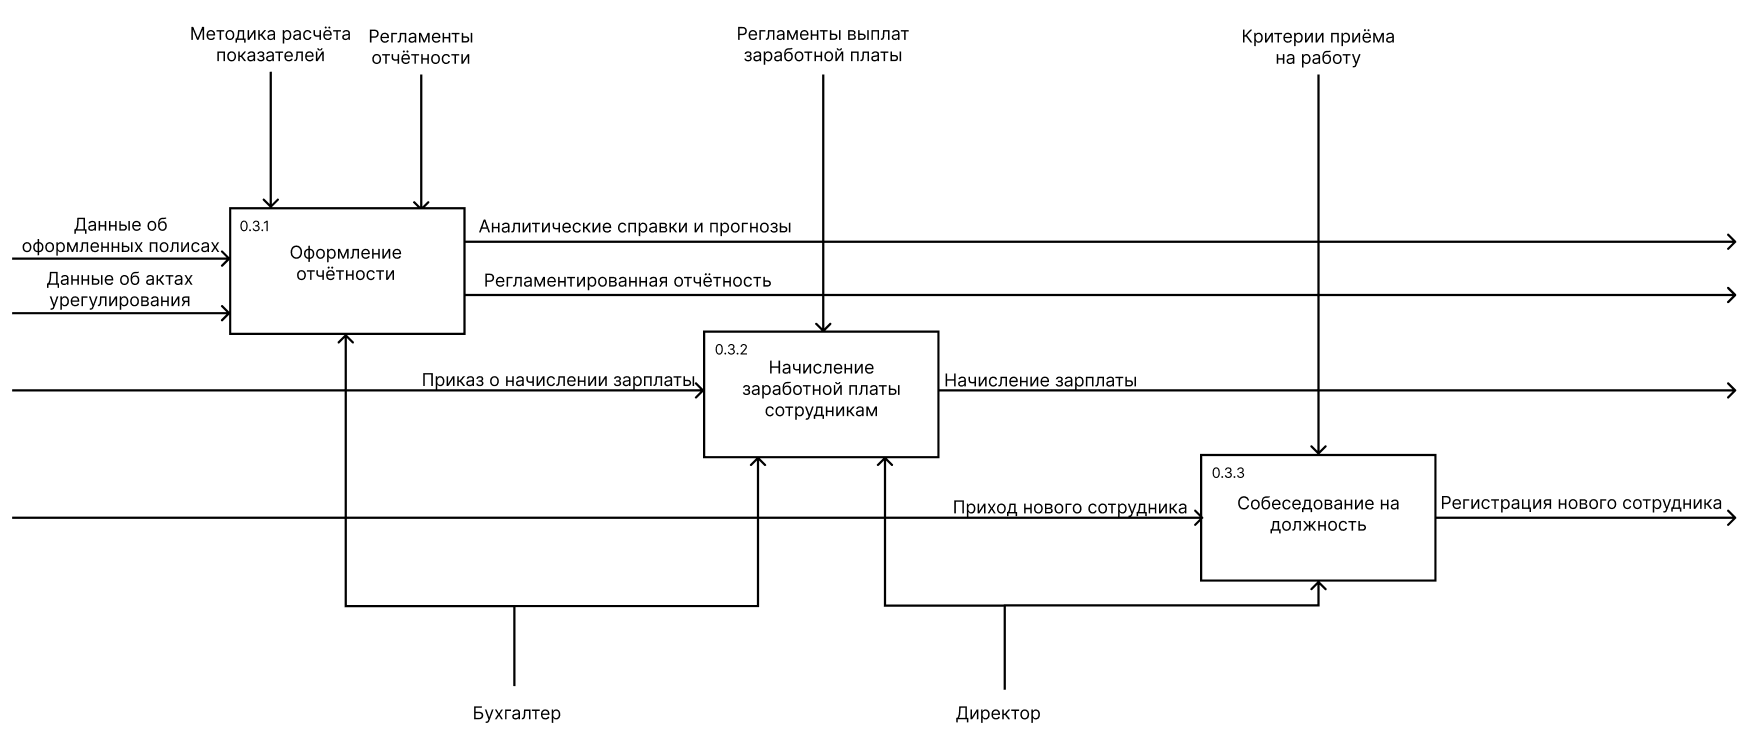 Методика расчёта
показателей
Регламенты
отчётности
Регламенты выплат
заработной платы
Критерии приёма
на работу
Данные об
оформленных полисах
Данные об актах
урегулирования
0.3.1
Оформление
отчётности
Аналитические справки и прогнозы
Регламентированная отчётность
Приказ о начислении зарплаты
0.3.2
Начисление
заработной платы
сотрудникам
Начисление зарплаты
Приход нового сотрудника
0.3.3
Собеседование на
должность
Регистрация нового сотрудника
Бухгалтер
Директор